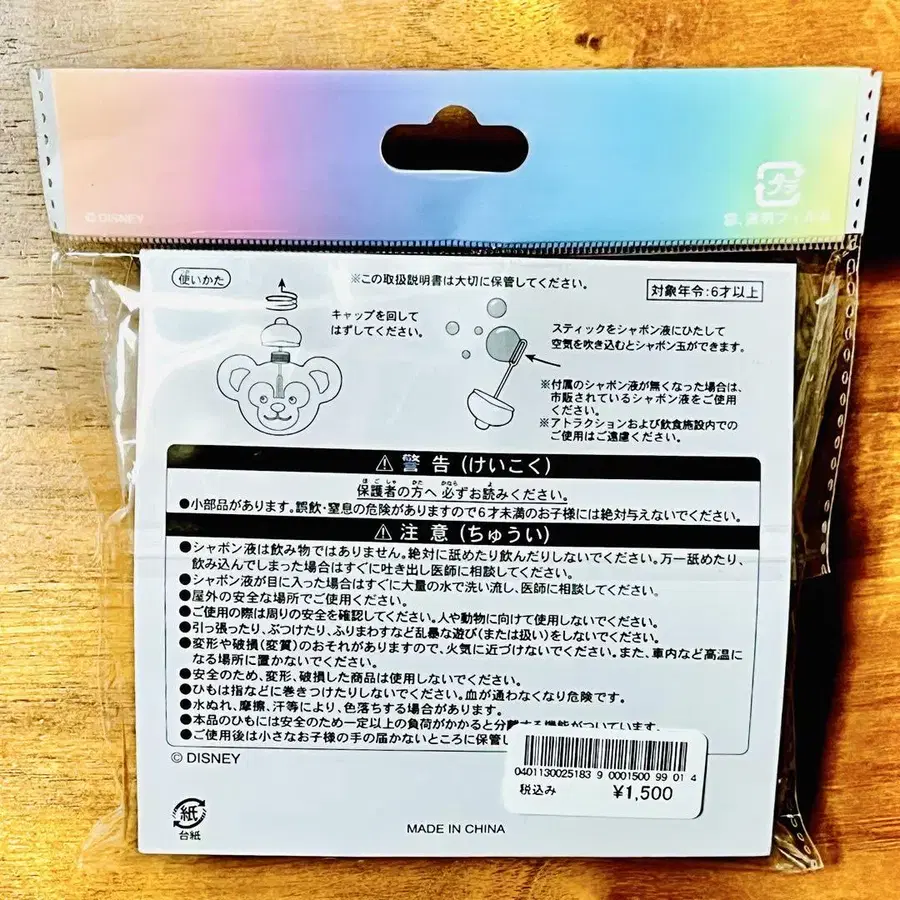 © DISNEY
プラ
袋、透明フィルム
使いかた
※この取扱説明書は大切に保管してください。
対象年令:6才以上
キャップを回して
はずしてください。
スティックをシャボン液にひたして
空気を吹き込むとシャボン玉ができます。
※付属のシャボン液が無くなった場合は、
市販されているシャボン液をご使用
ください。
※アトラクションおよび飲食施設内での
ご使用はご遠慮ください。
⚠ 警告(けいこく)
保護者の方へ 必ずお読みください。
●小部品があります。誤飲・窒息の危険がありますので6才未満のお子様には絶対与えないでください。
⚠ 注意(ちゅうい)
●シャボン液は飲み物ではありません。絶対に舐めたり飲んだりしないでください。万一舐めたり、
飲み込んでしまった場合はすぐに吐き出し医師に相談してください。
●シャボン液が目に入った場合はすぐに大量の水で洗い流し、医師に相談してください。
●屋外の安全な場所でご使用ください。
●ご使用の際は周りの安全を確認してください。人や動物に向けて使用しないでください。
●引っ張ったり、ぶつけたり、ふりまわすなど乱暴な遊び(または扱い)をしないでください。
●変形や破損(変質)のおそれがありますので、火気に近づけないでください。また、車内など高温に
なる場所に置かないでください。
●安全のため、変形、破損した商品は使用しないでください。
●ひもは指などに巻きつけたりしないでください。血が通わなくなり危険です。
●水ぬれ、摩擦、汗等により、色落ちする場合があります。
●本品のひもには安全のため一定以上の負荷がかかると分離する機能がついています。
●ご使用後は小さなお子様の手の届かないところに保管し
© DISNEY
0401130025183 9 0001500 99 01 4
税込み ¥1,500
紙
台紙
MADE IN CHINA